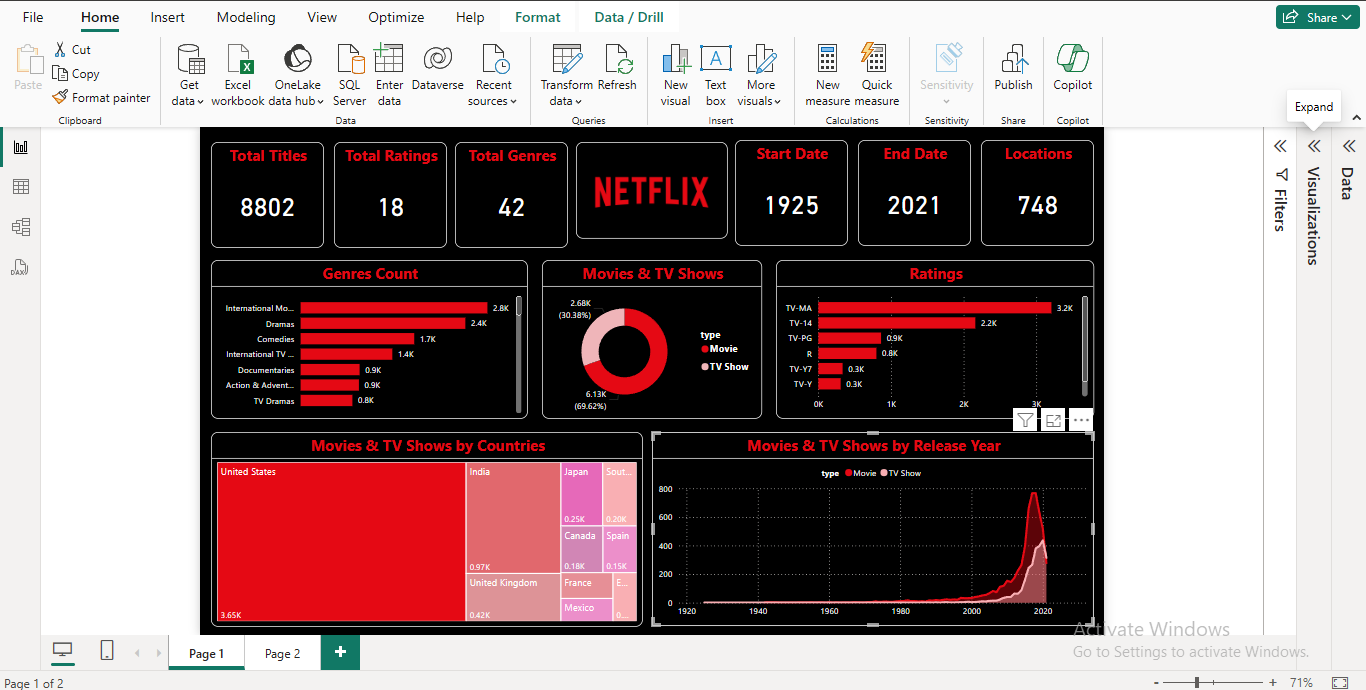 File Home Insert Modeling View Optimize Help Format Data / Drill Share
Paste
Cut
Copy
Format painter
Clipboard
Get data
Excel workbook
OneLake data hub
SQL Server
Enter data
Dataverse
Recent sources
Data
Transform data
Refresh
Queries
New visual
Text box
More visuals
Insert
New measure
Quick measure
Calculations
Sensitivity
Sensitivity
Publish
Share
Copilot
Copilot
Expand
Filters
Visualizations
Data
DAX
Total Titles
8802
Total Ratings
18
Total Genres
42
NETFLIX
Start Date
1925
End Date
2021
Locations
748
Genres Count
International Mo... 2.8K
Dramas 2.4K
Comedies 1.7K
International TV ... 1.4K
Documentaries 0.9K
Action & Advent... 0.9K
TV Dramas 0.8K
Movies & TV Shows
2.68K
(30.38%)
6.13K
(69.62%)
type
Movie
TV Show
Ratings
TV-MA 3.2K
TV-14 2.2K
TV-PG 0.9K
R 0.8K
TV-Y7 0.3K
TV-Y 0.3K
0K 1K 2K 3K
Movies & TV Shows by Countries
United States
3.65K
India
0.97K
United Kingdom
0.42K
Japan
0.25K
Sout...
0.20K
Canada
0.18K
Spain
0.15K
France
Mexico
E...
0...
Movies & TV Shows by Release Year
type Movie TV Show
800
600
400
200
0
1920 1940 1960 1980 2000 2020
Activate Windows
Go to Settings to activate Windows.
Page 1 Page 2 +
Page 1 of 2
- + 71%